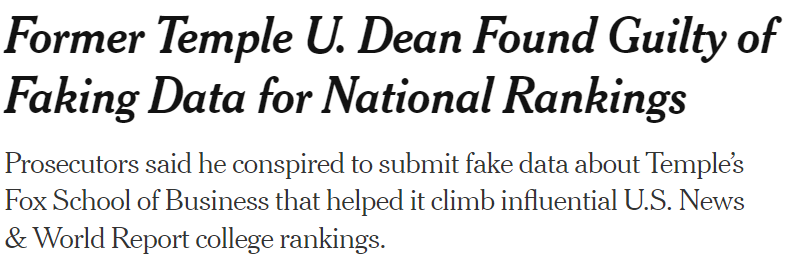 Former Temple U. Dean Found Guilty of
Faking Data for National Rankings
Prosecutors said he conspired to submit fake data about Temple’s
Fox School of Business that helped it climb influential U.S. News
& World Report college rankings.